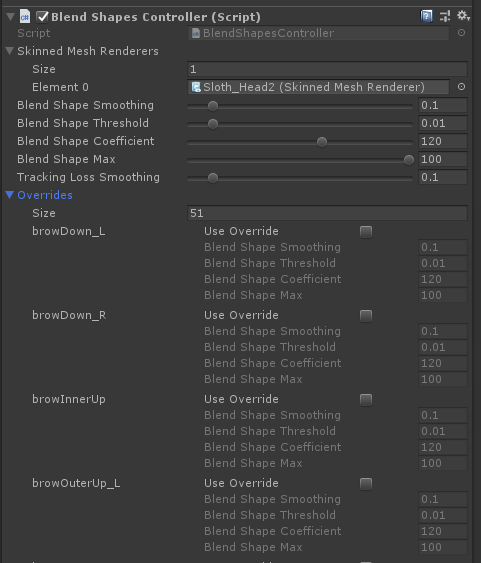 Blend Shapes Controller (Script)
Script BlendShapesController
Skinned Mesh Renderers
Size 1
Element 0 Sloth_Head2 (Skinned Mesh Renderer)
Blend Shape Smoothing 0.1
Blend Shape Threshold 0.01
Blend Shape Coefficient 120
Blend Shape Max 100
Tracking Loss Smoothing 0.1
Overrides
Size 51
browDown_L Use Override
Blend Shape Smoothing 0.1
Blend Shape Threshold 0.01
Blend Shape Coefficient 120
Blend Shape Max 100
browDown_R Use Override
Blend Shape Smoothing 0.1
Blend Shape Threshold 0.01
Blend Shape Coefficient 120
Blend Shape Max 100
browInnerUp Use Override
Blend Shape Smoothing 0.1
Blend Shape Threshold 0.01
Blend Shape Coefficient 120
Blend Shape Max 100
browOuterUp_L Use Override
Blend Shape Smoothing 0.1
Blend Shape Threshold 0.01
Blend Shape Coefficient 120
Blend Shape Max 100